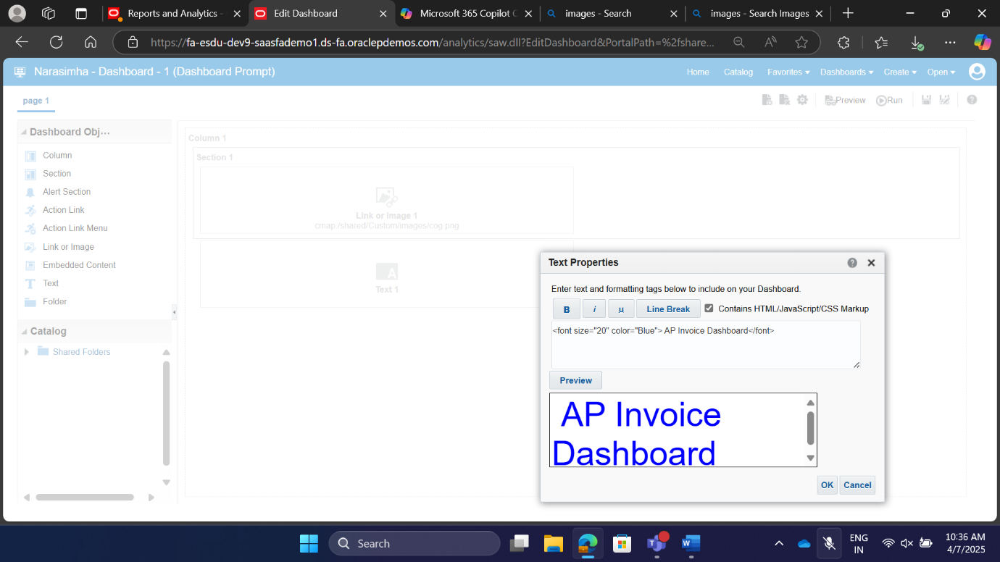 Reports and Analytics -
Edit Dashboard
Microsoft 365 Copilot C
images - Search
images - Search Images
https://fa-esdu-dev9-saasfademo1.ds-fa.oraclepdemos.com/analytics/saw.dll?EditDashboard&PortalPath=%2fshare...
Narasimha - Dashboard - 1 (Dashboard Prompt)
Home
Catalog
Favorites
Dashboards
Create
Open
page 1
Preview
Run
Dashboard Obj...
Column
Section
Alert Section
Action Link
Action Link Menu
Link or Image
Embedded Content
Text
Folder
Catalog
Shared Folders
Column 1
Section 1
Link or Image 1
cmap:/shared/Custom/images/cog.png
A
Text 1
Text Properties
Enter text and formatting tags below to include on your Dashboard.
B
i
u
Line Break
Contains HTML/JavaScript/CSS Markup
<font size="20" color="Blue"> AP Invoice Dashboard</font>
Preview
AP Invoice
Dashboard
OK
Cancel
Search
ENG
IN
10:36 AM
4/7/2025